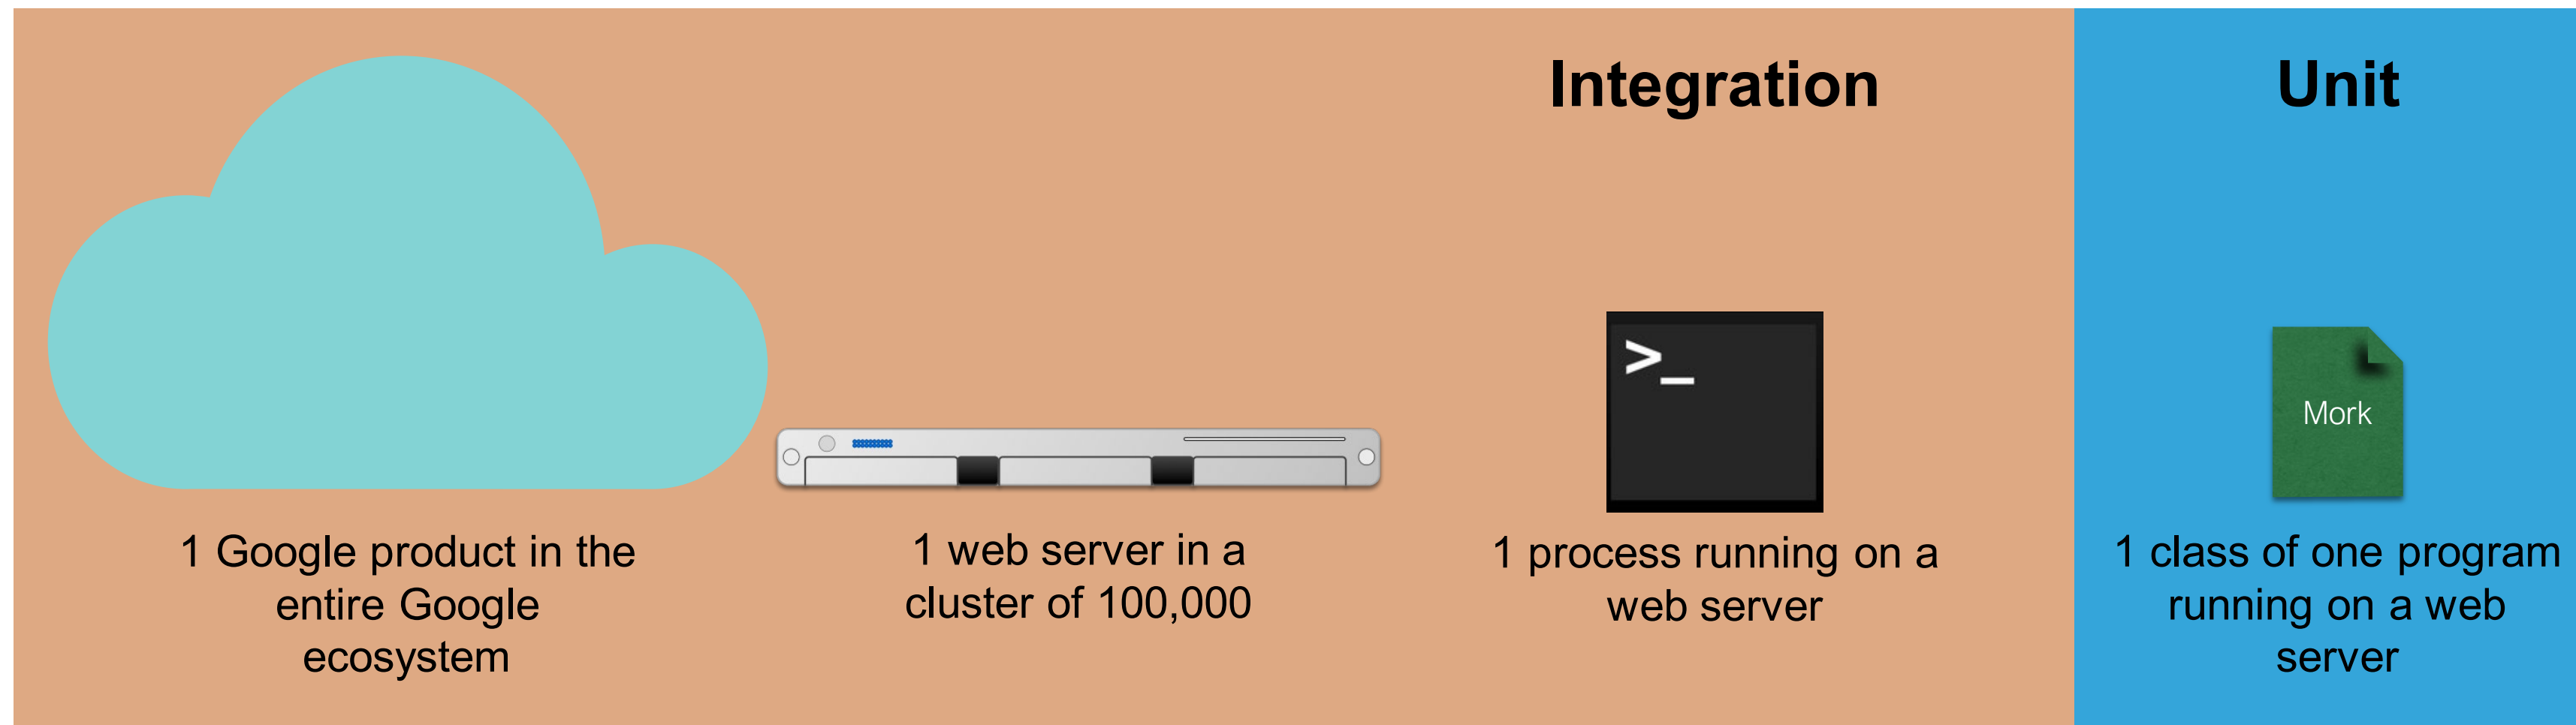 Integration
Unit
>_
Mork
1 Google product in the
entire Google
ecosystem
1 web server in a
cluster of 100,000
1 process running on a
web server
1 class of one program
running on a web
server